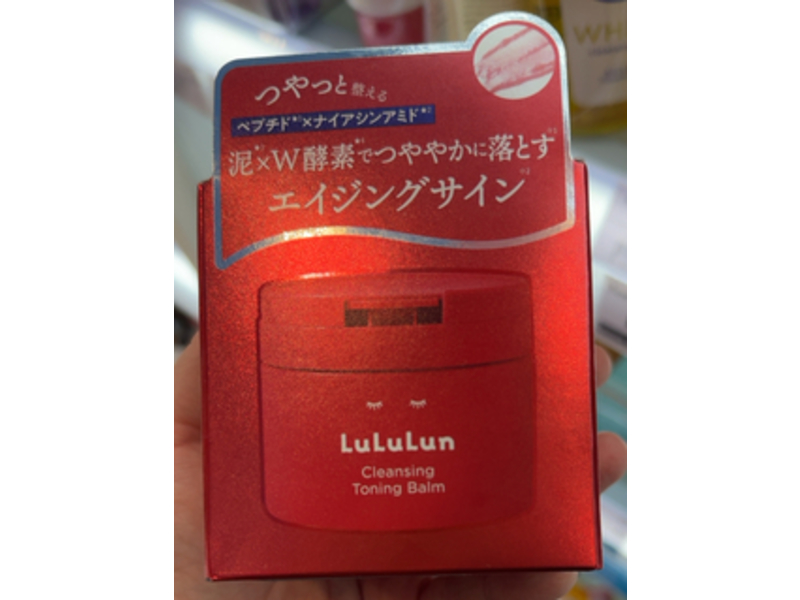 つやっと整える
ペプチド×ナイアシンアミド
泥×W酵素でつややかに落とす
エイジングサイン
LuLuLun
Cleansing
Toning Balm